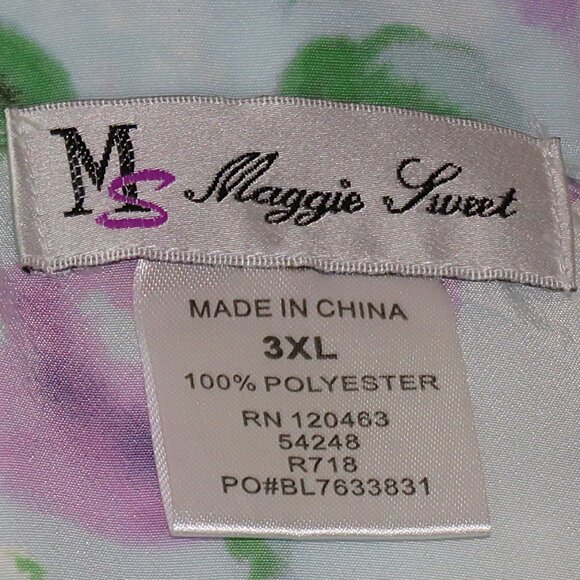 MS Maggie Sweet
MADE IN CHINA
3XL
100% POLYESTER
RN 120463
54248
R718
PO#BL7633831